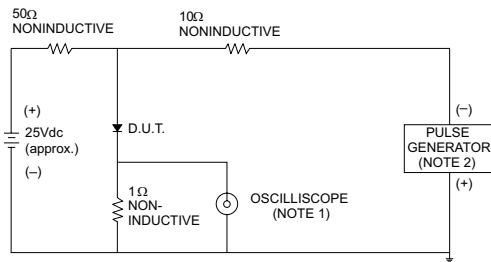 50Ω
NONINDUCTIVE
10Ω
NONINDUCTIVE
(+)
25Vdc
(approx.)
(–)
D.U.T.
1Ω
NON-
INDUCTIVE
OSCILLISCOPE
(NOTE 1)
(–)
PULSE
GENERATOR
(NOTE 2)
(+)